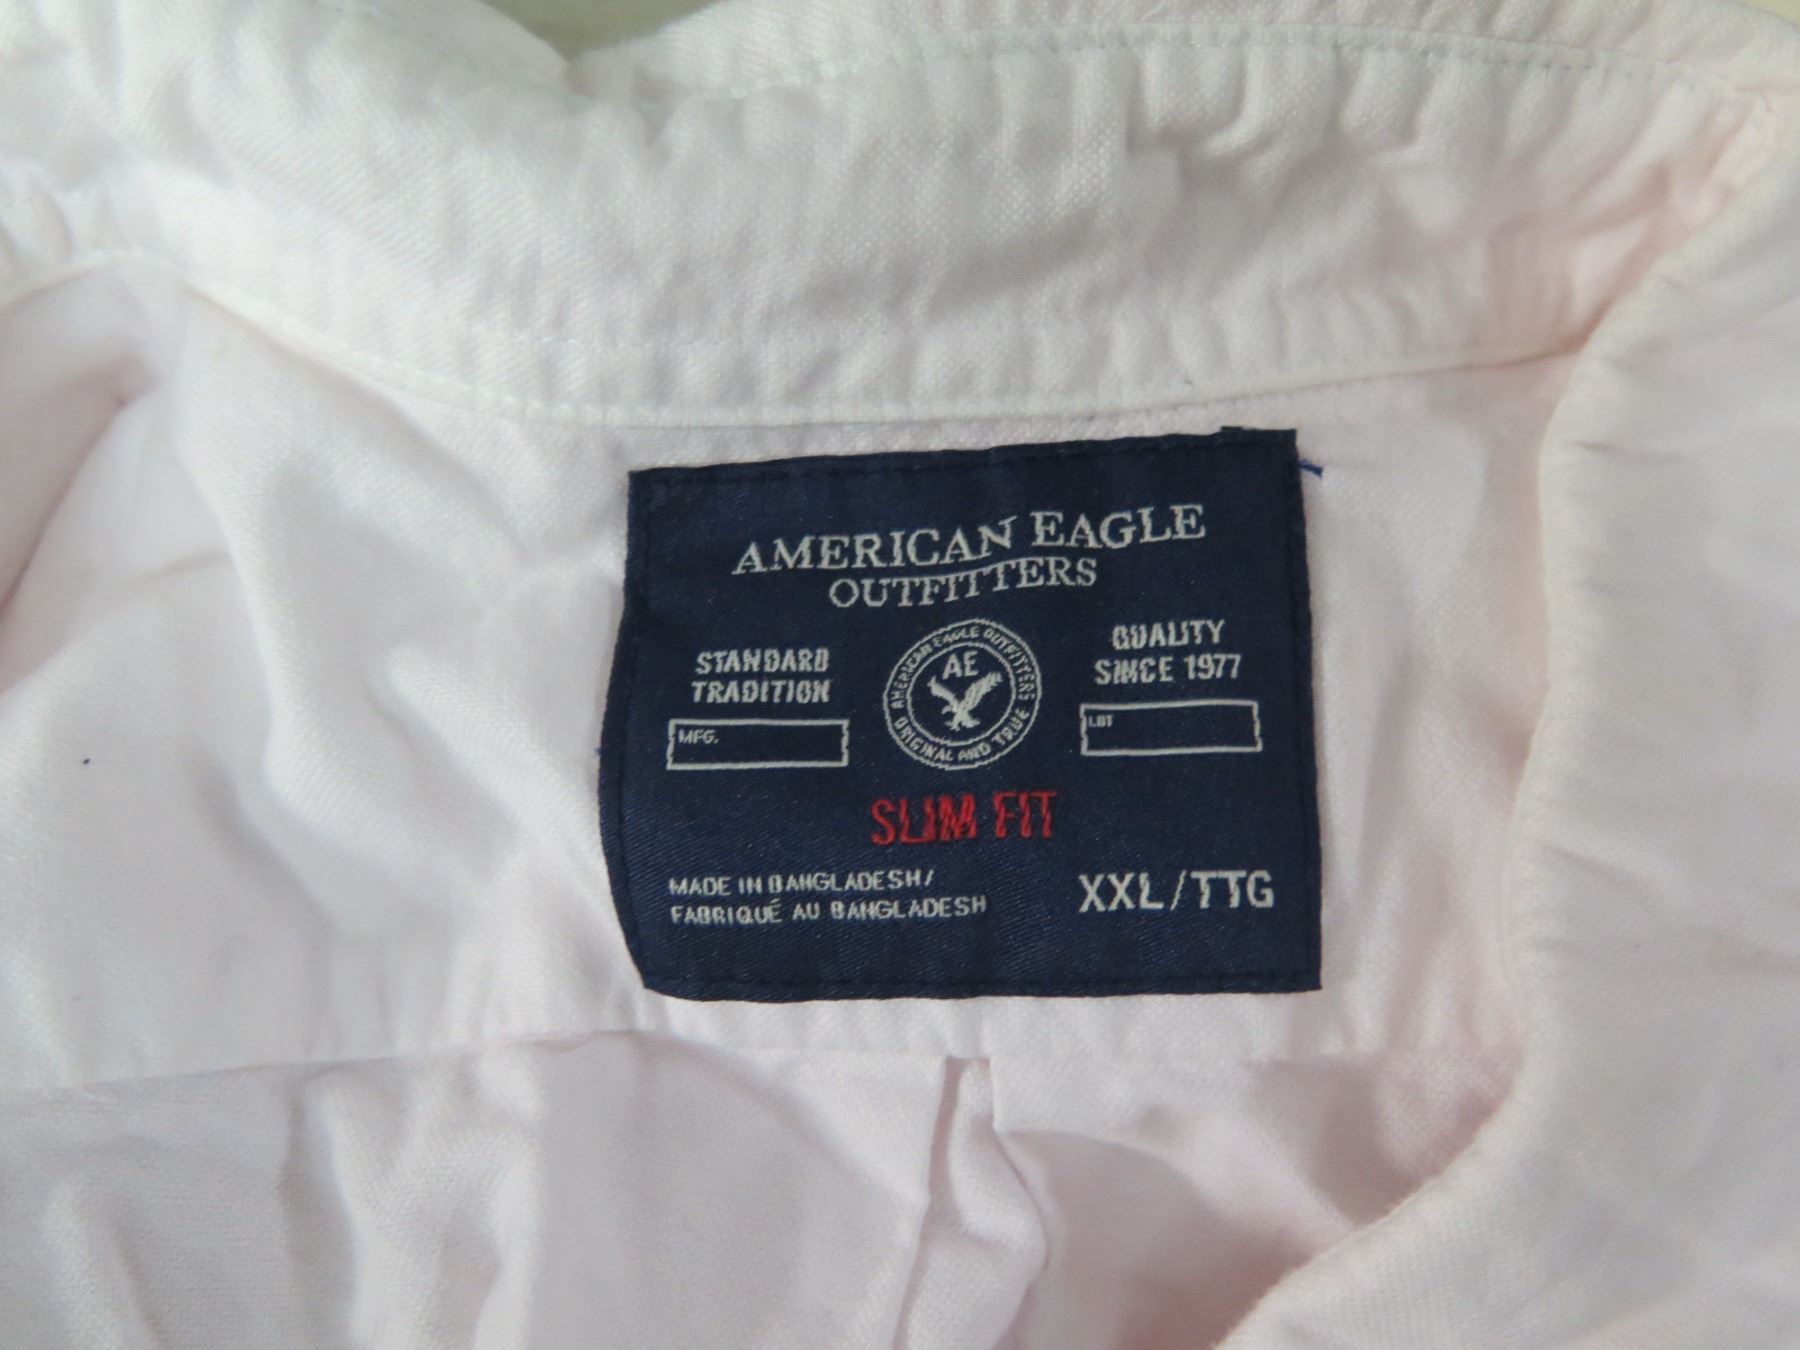 AMERICAN EAGLE
OUTFITTERS
STANDARD
TRADITION
MFG.
AMERICAN EAGLE OUTFITTERS
AE
ORIGINAL AND TRUE
QUALITY
SINCE 1977
LOT
SLIM FIT
MADE IN BANGLADESH/
FABRIQUÉ AU BANGLADESH
XXL/TTG